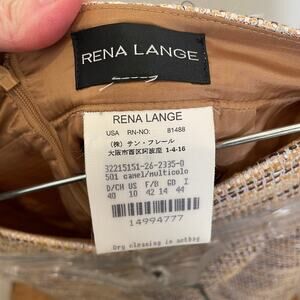 RENA LANGE
RENA LANGE
USA RN-NO: 81488
(株) サン・フレール
大阪市西区阿波座 1-4-16
32215151-26-2335-0
501 camel/multicolo
D/CH US F/B GD I
40 10 42 14 44
14994777
Dry cleaning in netbag